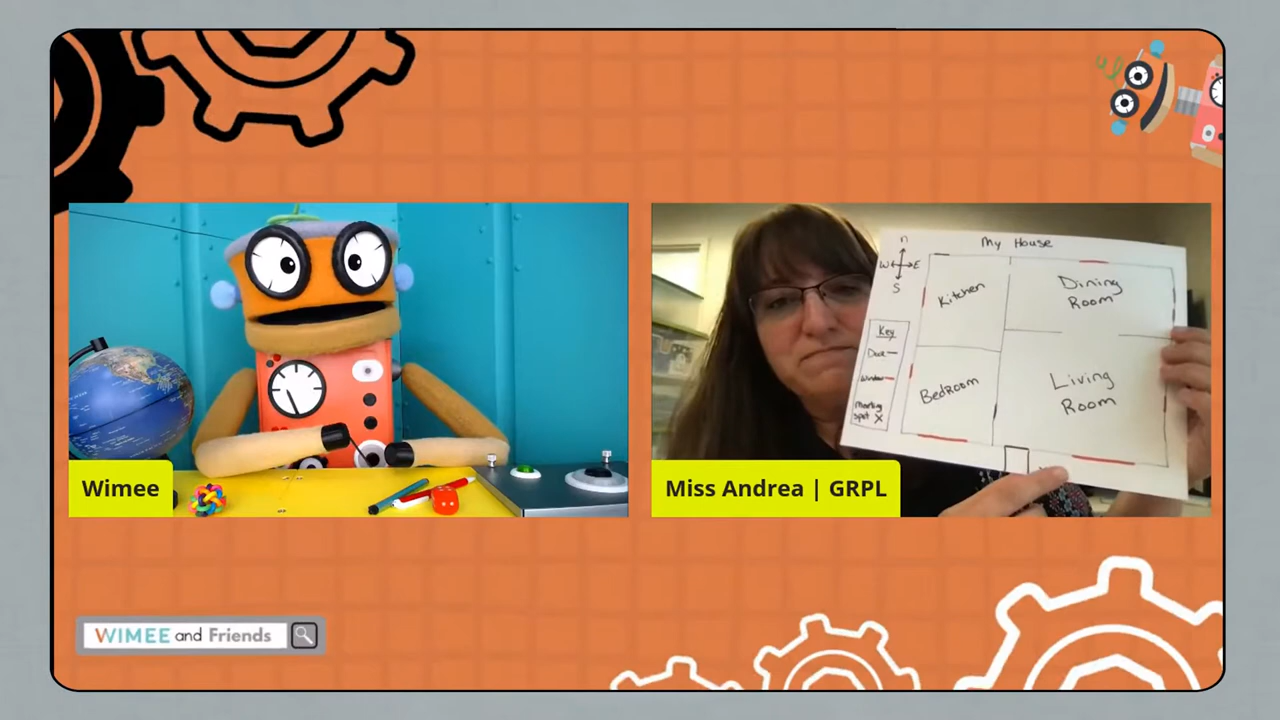 My House
n
W E
S
Kitchen
Dining
Room
Key
Door
Window
Meeting
spot X
Bedroom
Living
Room
Wimee
Miss Andrea | GRPL
WIMEE and Friends